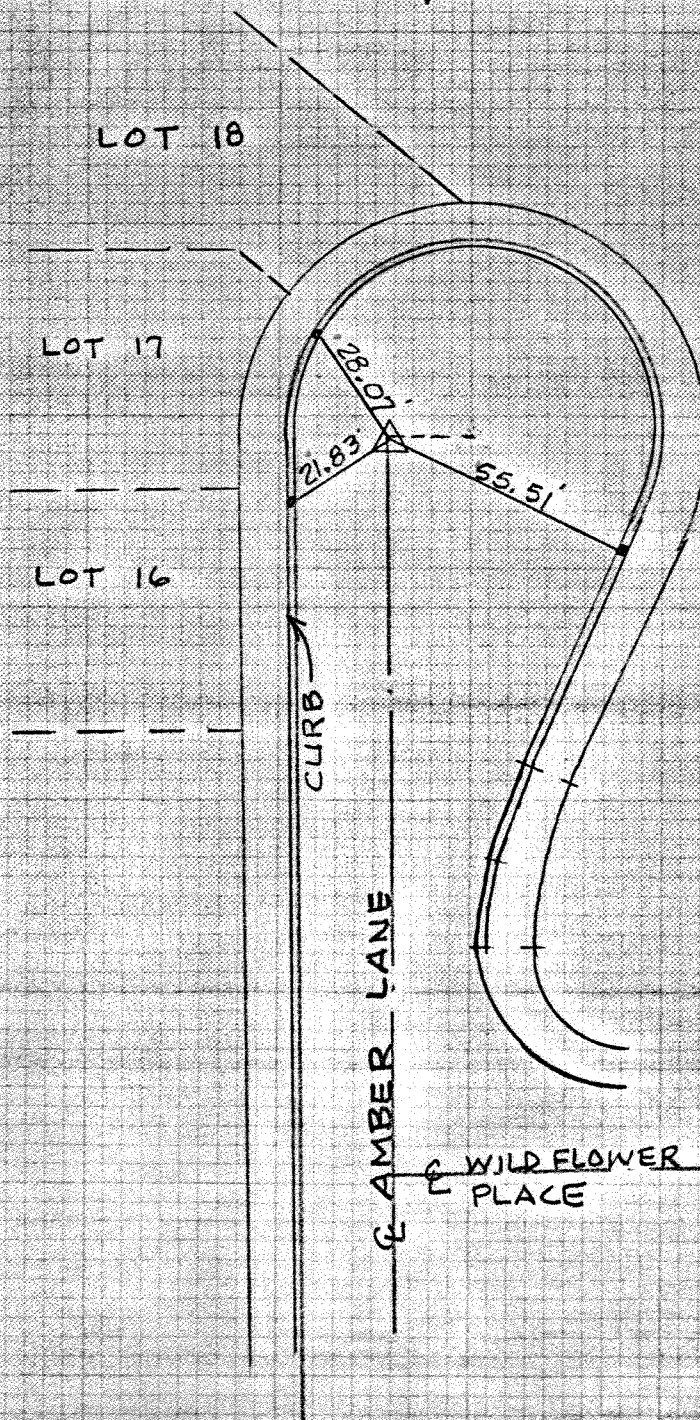 LOT 18
LOT 17
28.07'
21.83'
55.51'
LOT 16
CURB
℄ AMBER LANE
℄ WILD FLOWER
PLACE